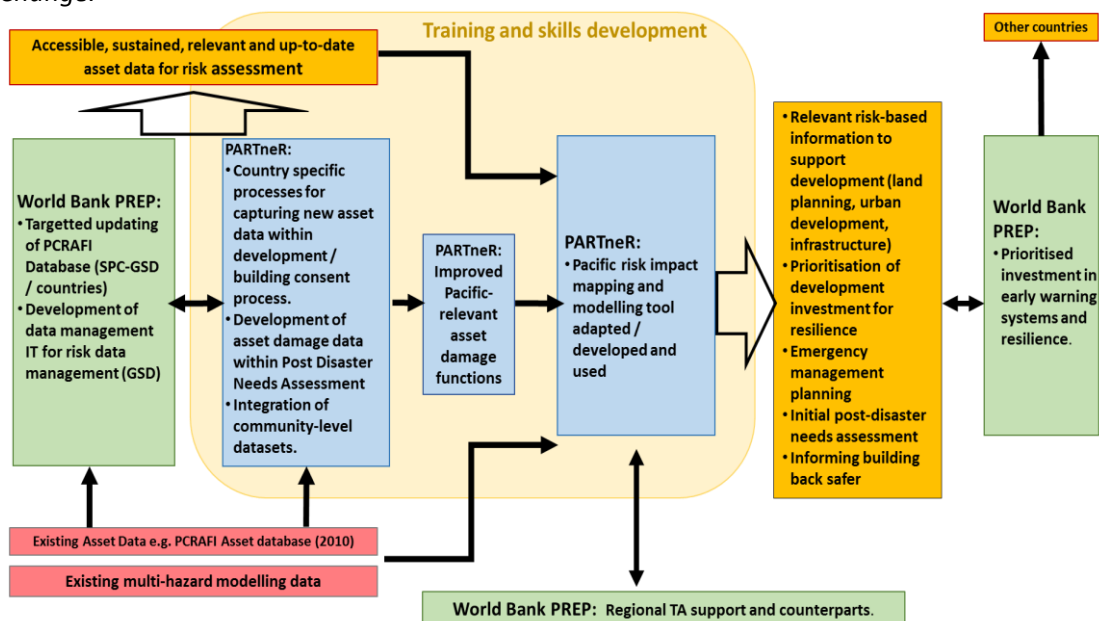 change.
Training and skills development
Accessible, sustained, relevant and up-to-date
asset data for risk assessment
Other countries
World Bank PREP:
• Targetted updating
of PCRAFI
Database (SPC-GSD
/ countries)
• Development of
data management
IT for risk data
management (GSD)
PARTneR:
• Country specific
processes for
capturing new asset
data within
development /
building consent
process.
• Development of
asset damage data
within Post Disaster
Needs Assessment
• Integration of
community-level
datasets.
PARTneR:
Improved
Pacific-
relevant
asset
damage
functions
PARTneR:
• Pacific risk impact
mapping and
modelling tool
adapted /
developed and
used
• Relevant risk-based
information to
support
development (land
planning, urban
development,
infrastructure)
• Prioritisation of
development
investment for
resilience
• Emergency
management
planning
• Initial post-disaster
needs assessment
• Informing building
back safer
World Bank
PREP:
• Prioritised
investment in
early warning
systems and
resilience.
Existing Asset Data e.g. PCRAFI Asset database (2010)
Existing multi-hazard modelling data
World Bank PREP: Regional TA support and counterparts.